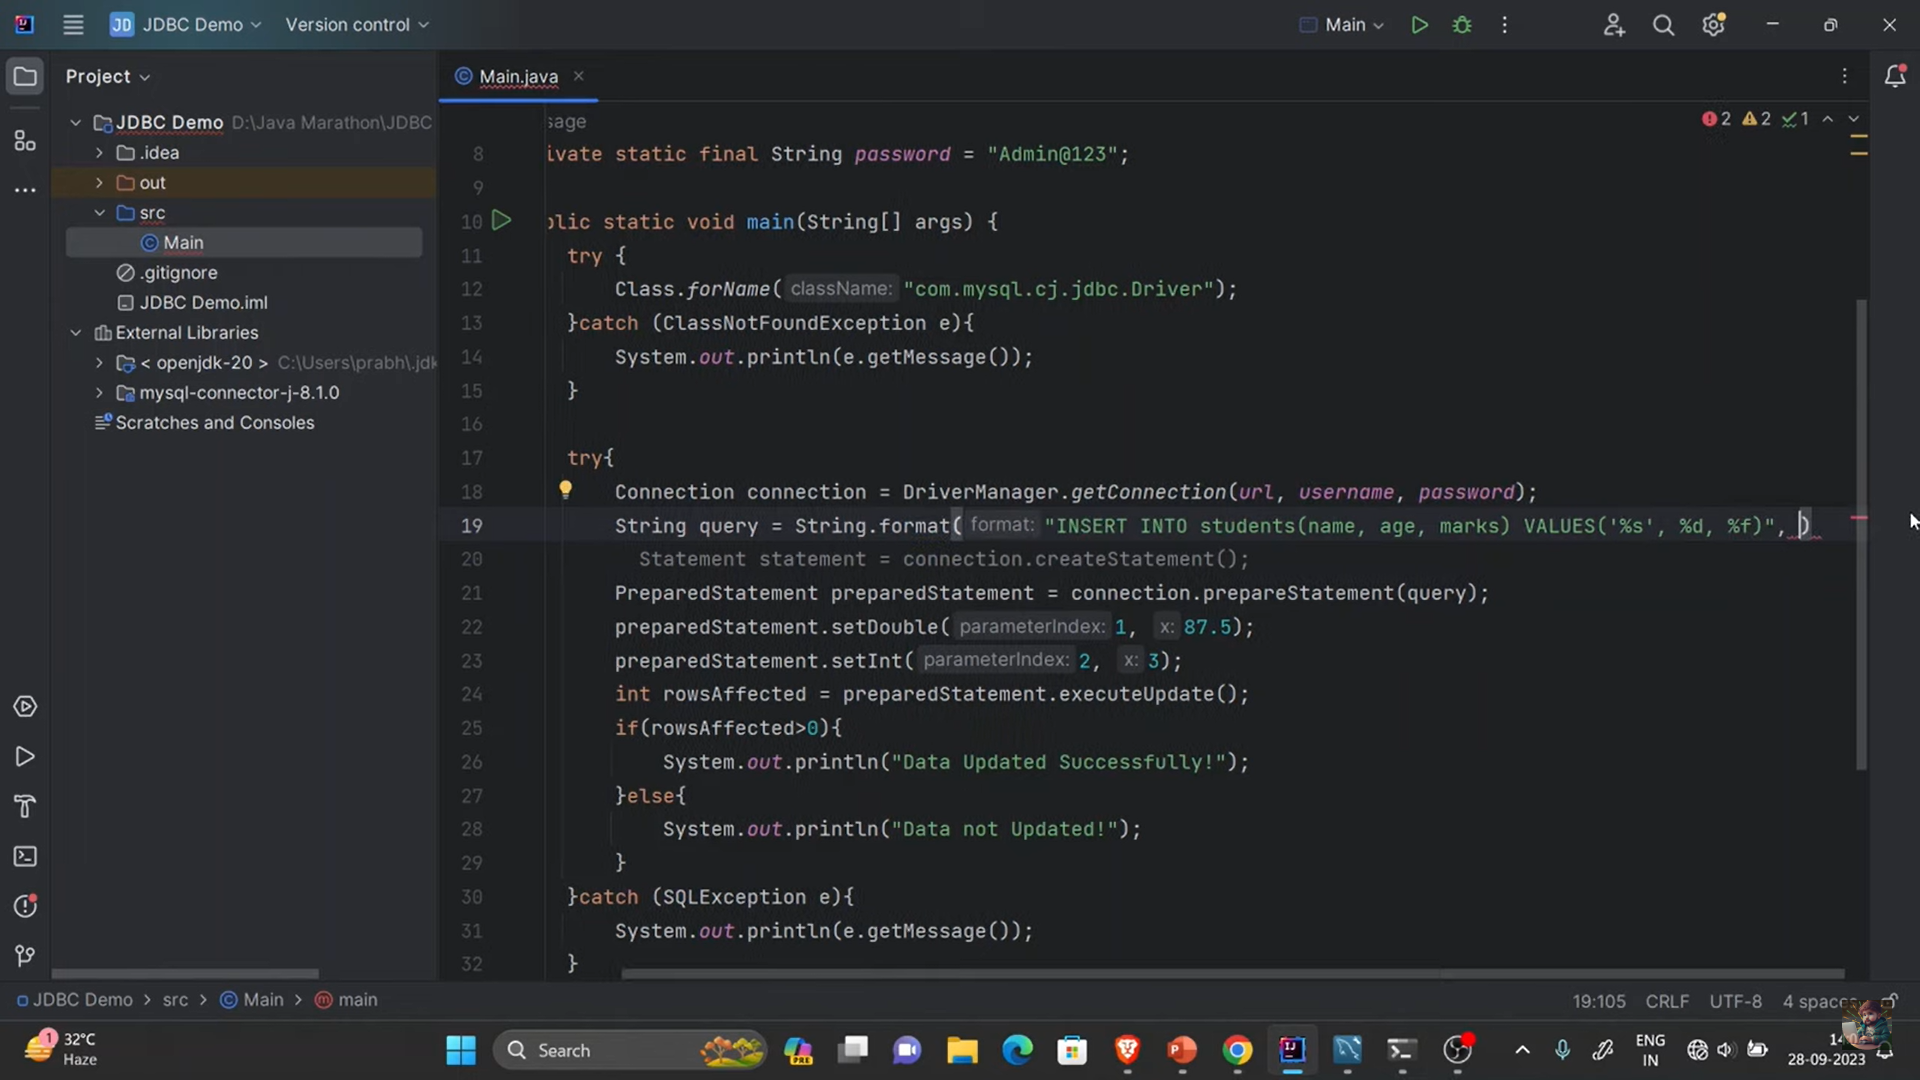 JD JDBC Demo Version control Main
Project
Main.java
JDBC Demo D:\Java Marathon\JDBC
.idea
out
src
Main
.gitignore
JDBC Demo.iml
External Libraries
< openjdk-20 > C:\Users\prabh\.jdk
mysql-connector-j-8.1.0
Scratches and Consoles
sage
2 2 1
8 ivate static final String password = "Admin@123";
9
10 blic static void main(String[] args) {
11 try {
12 Class.forName( className: "com.mysql.cj.jdbc.Driver");
13 }catch (ClassNotFoundException e){
14 System.out.println(e.getMessage());
15 }
16
17 try{
18 Connection connection = DriverManager.getConnection(url, username, password);
19 String query = String.format( format: "INSERT INTO students(name, age, marks) VALUES('%s', %d, %f)", )
20 Statement statement = connection.createStatement();
21 PreparedStatement preparedStatement = connection.prepareStatement(query);
22 preparedStatement.setDouble( parameterIndex: 1, x: 87.5);
23 preparedStatement.setInt( parameterIndex: 2, x: 3);
24 int rowsAffected = preparedStatement.executeUpdate();
25 if(rowsAffected>0){
26 System.out.println("Data Updated Successfully!");
27 }else{
28 System.out.println("Data not Updated!");
29 }
30 }catch (SQLException e){
31 System.out.println(e.getMessage());
32 }
JDBC Demo > src > Main > main 19:105 CRLF UTF-8 4 spaces
1 32°C
Haze
Search
PRE
ENG
IN
28-09-2023